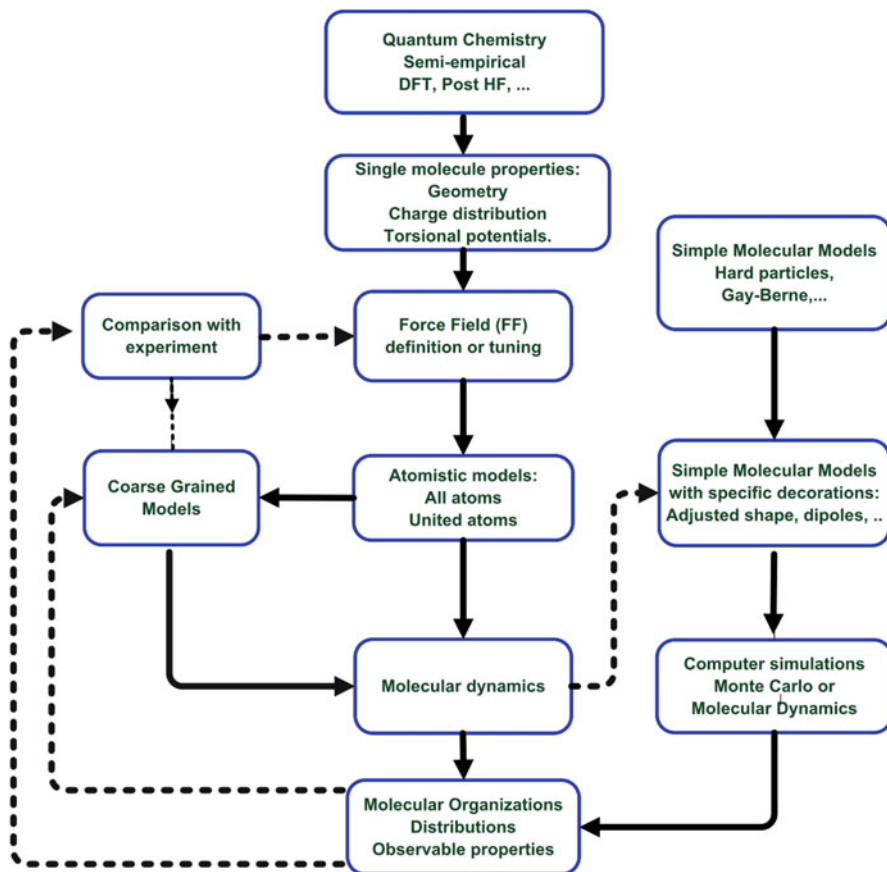 Quantum Chemistry
Semi-empirical
DFT, Post HF, ...
Single molecule properties:
Geometry
Charge distribution
Torsional potentials.
Simple Molecular Models
Hard particles,
Gay-Berne,...
Comparison with
experiment
Force Field (FF)
definition or tuning
Coarse Grained
Models
Atomistic models:
All atoms
United atoms
Simple Molecular Models
with specific decorations:
Adjusted shape, dipoles, ..
Molecular dynamics
Computer simulations
Monte Carlo or
Molecular Dynamics
Molecular Organizations
Distributions
Observable properties